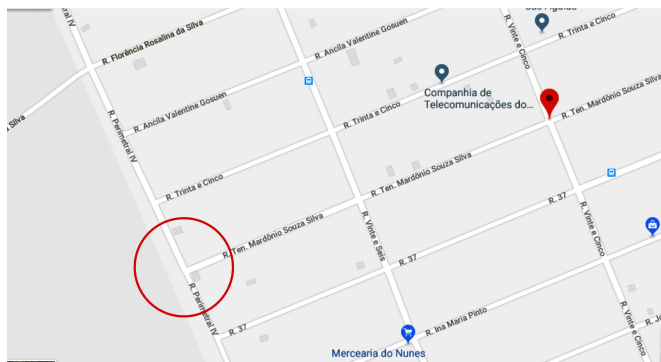 das Águias
R. Trinta e Cinco
R. Vinte e Cinco
R. Ancila Valentine Gosuen
R. Florência Rosalina da Silva
Companhia de
Telecomunicações do...
R. Ten. Mardônio Souza Silva
R. Ancila Valentine Gosuen
R. Trinta e Cinco
a Silva
R. Perimetral IV
R. Ten. Mardônio Souza Silva
R. Trinta e Cinco
R. 37
R. Vinte e Seis
R. Vinte e Cinco
R. Ten. Mardônio Souza Silva
R. 37
R. Perimetral IV
R. Ina Maria Pinto
R. Vinte e Cinco
R. 37
Mercearia do Nunes